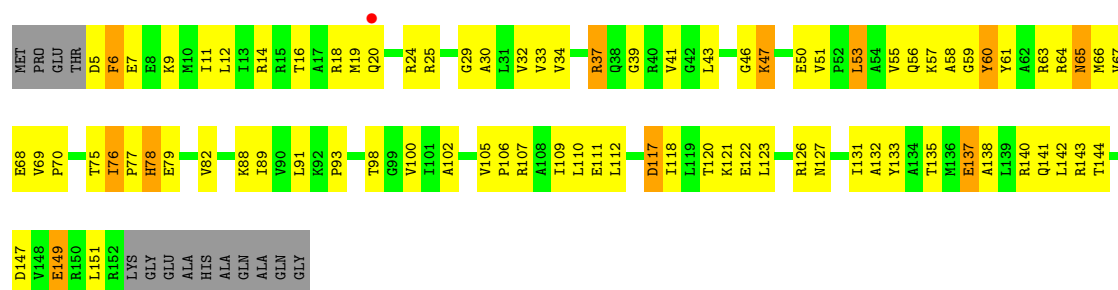 MET PRO GLU THR D5 F6 E7 E8 K9 M10 I11 L12 I13 R14 R15 T16 A17 R18 M19 Q20 R24 R25 G29 A30 L31 V32 V33 V34 R37 Q38 G39 R40 V41 G42 L43 G46 K47 E50 V51 P52 L53 A54 V55 Q56 K57 A58 G59 Y60 Y61 A62 R63 R64 N65 M66 V67
E68 V69 P70 T75 I76 P77 H78 E79 V82 K88 I89 V90 L91 K92 P93 T98 G99 V100 I101 A102 V105 P106 R107 A108 I109 L110 E111 L112 D117 I118 L119 T120 K121 E122 L123 R126 N127 I131 A132 Y133 A134 T135 M136 E137 A138 L139 R140 Q141 L142 R143 T144
D147 V148 E149 R150 L151 R152 LYS GLY GLU ALA HIS ALA GLN ALA GLN GLY